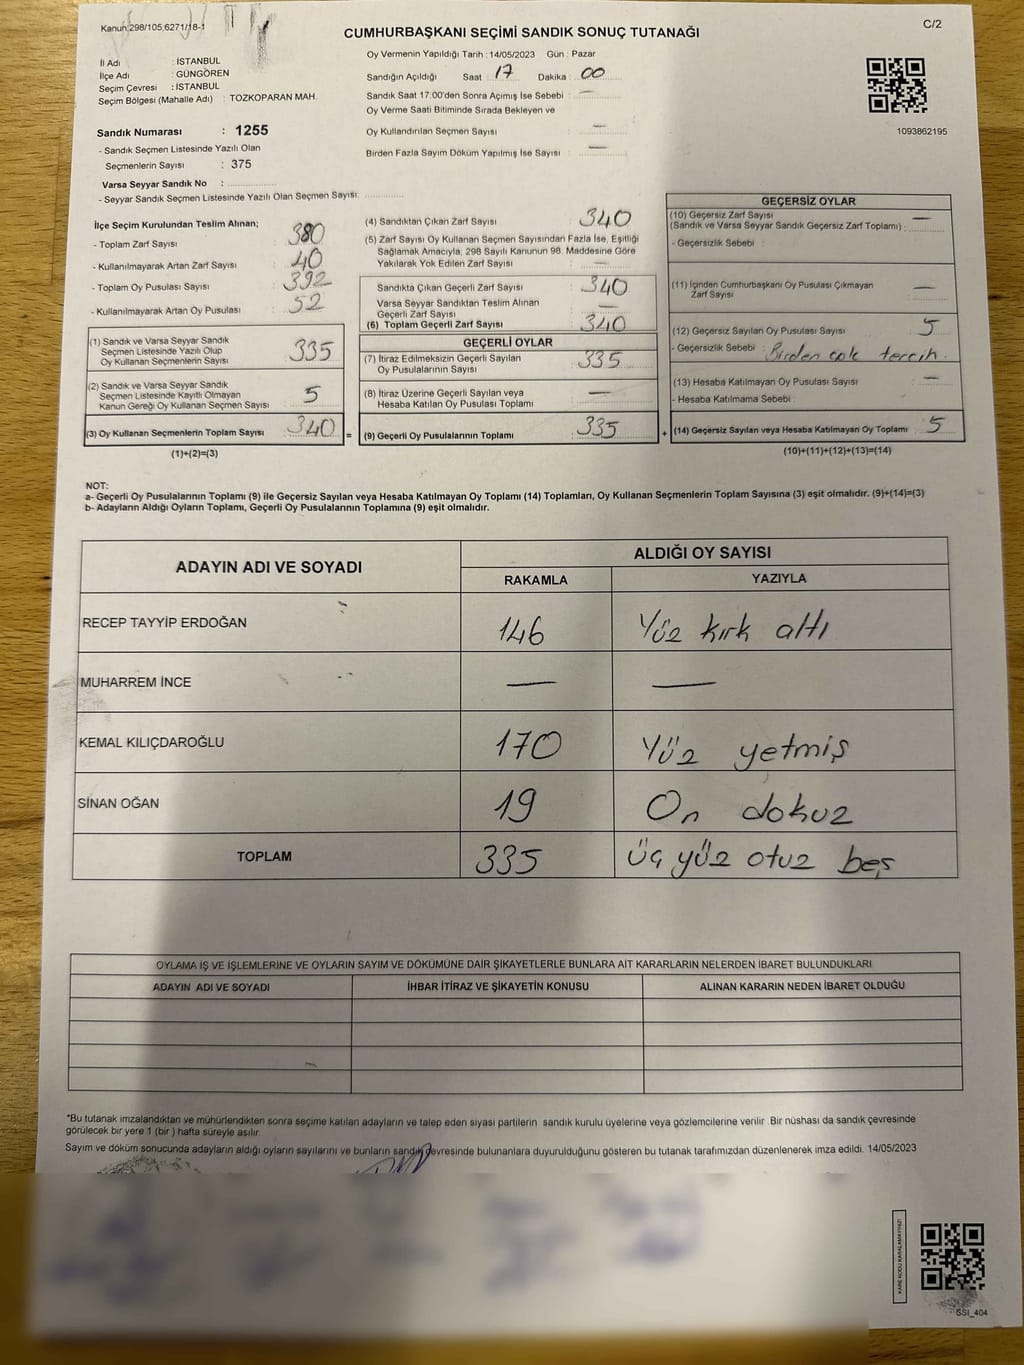 Kanun 298/105,6271/18-1
C/2
CUMHURBAŞKANI SEÇİMİ SANDIK SONUÇ TUTANAĞI
İl Adı : İSTANBUL
İlçe Adı : GÜNGÖREN
Seçim Çevresi : İSTANBUL
Seçim Bölgesi (Mahalle Adı) : TOZKOPARAN MAH.
Sandık Numarası : 1255
- Sandık Seçmen Listesinde Yazılı Olan
Seçmenlerin Sayısı : 375
Varsa Seyyar Sandık No :
- Seyyar Sandık Seçmen Listesinde Yazılı Olan Seçmen Sayısı:
Oy Vermenin Yapıldığı Tarih : 14/05/2023 Gün : Pazar
Sandığın Açıldığı Saat : 17 Dakika : 00
Sandık Saat 17:00'den Sonra Açımış İse Sebebi : —
Oy Verme Saati Bitiminde Sırada Bekleyen ve
Oy Kullandırılan Seçmen Sayısı : —
Birden Fazla Sayım Döküm Yapılmış İse Sayısı : —
1093862195
İlçe Seçim Kurulundan Teslim Alınan;
- Toplam Zarf Sayısı : 380
- Kullanılmayarak Artan Zarf Sayısı : 40
- Toplam Oy Pusulası Sayısı : 392
- Kullanılmayarak Artan Oy Pusulası : 52
(1) Sandık ve Varsa Seyyar Sandık
Seçmen Listesinde Yazılı Olup
Oy Kullanan Seçmenlerin Sayısı : 335
(2) Sandık ve Varsa Seyyar Sandık
Seçmen Listesinde Kayıtlı Olmayan
Kanun Gereği Oy Kullanan Seçmen Sayısı : 5
(3) Oy Kullanan Seçmenlerin Toplam Sayısı : 340
(1)+(2)=(3)
(4) Sandıktan Çıkan Zarf Sayısı : 340
(5) Zarf Sayısı Oy Kullanan Seçmen Sayısından Fazla İse, Eşitliği
Sağlamak Amacıyla, 298 Sayılı Kanunun 98. Maddesine Göre
Yakılarak Yok Edilen Zarf Sayısı : —
Sandıkta Çıkan Geçerli Zarf Sayısı : 340
Varsa Seyyar Sandıktan Teslim Alınan
Geçerli Zarf Sayısı : —
(6) Toplam Geçerli Zarf Sayısı : 340
GEÇERLİ OYLAR
(7) İtiraz Edilmeksizin Geçerli Sayılan
Oy Pusulalarının Sayısı : 335
(8) İtiraz Üzerine Geçerli Sayılan veya
Hesaba Katılan Oy Pusulası Toplamı : —
= (9) Geçerli Oy Pusulalarının Toplamı : 335
GEÇERSİZ OYLAR
(10) Geçersiz Zarf Sayısı
(Sandık ve Varsa Seyyar Sandık Geçersiz Zarf Toplamı) : —
- Geçersizlik Sebebi :
(11) İçinden Cumhurbaşkanı Oy Pusulası Çıkmayan
Zarf Sayısı : —
(12) Geçersiz Sayılan Oy Pusulası Sayısı : 5
- Geçersizlik Sebebi : Birden çok tercih.
(13) Hesaba Katılmayan Oy Pusulası Sayısı : —
- Hesaba Katılmama Sebebi :
+ (14) Geçersiz Sayılan veya Hesaba Katılmayan Oy Toplamı : 5
(10)+(11)+(12)+(13)=(14)
NOT:
a- Geçerli Oy Pusulalarının Toplamı (9) ile Geçersiz Sayılan veya Hesaba Katılmayan Oy Toplamı (14) Toplamları, Oy Kullanan Seçmenlerin Toplam Sayısına (3) eşit olmalıdır. (9)+(14)=(3)
b- Adayların Aldığı Oyların Toplamı, Geçerli Oy Pusulalarının Toplamına (9) eşit olmalıdır.
ADAYIN ADI VE SOYADI
ALDIĞI OY SAYISI
RAKAMLA YAZIYLA
RECEP TAYYİP ERDOĞAN 146 Yüz kırk altı
MUHARREM İNCE — —
KEMAL KILIÇDAROĞLU 170 Yüz yetmiş
SİNAN OĞAN 19 On dokuz
TOPLAM 335 Üç yüz otuz beş
OYLAMA İŞ VE İŞLEMLERİNE VE OYLARIN SAYIM VE DÖKÜMÜNE DAİR ŞİKAYETLERLE BUNLARA AİT KARARLARIN NELERDEN İBARET BULUNDUKLARI
ADAYIN ADI VE SOYADI İHBAR İTİRAZ VE ŞİKAYETİN KONUSU ALINAN KARARIN NEDEN İBARET OLDUĞU
*Bu tutanak imzalandıktan ve mühürlendikten sonra seçime katılan adayların ve talep eden siyasi partilerin sandık kurulu üyelerine veya gözlemcilerine verilir. Bir nüshası da sandık çevresinde
görülecek bir yere 1 (bir) hafta süreyle asılır.
Sayım ve döküm sonucunda adayların aldığı oyların sayılarını ve bunların sandık çevresinde bulunanlara duyurulduğunu gösteren bu tutanak tarafımızdan düzenlenerek imza edildi. 14/05/2023
KARE KODU KARALAMAYINIZ!
SSI_404